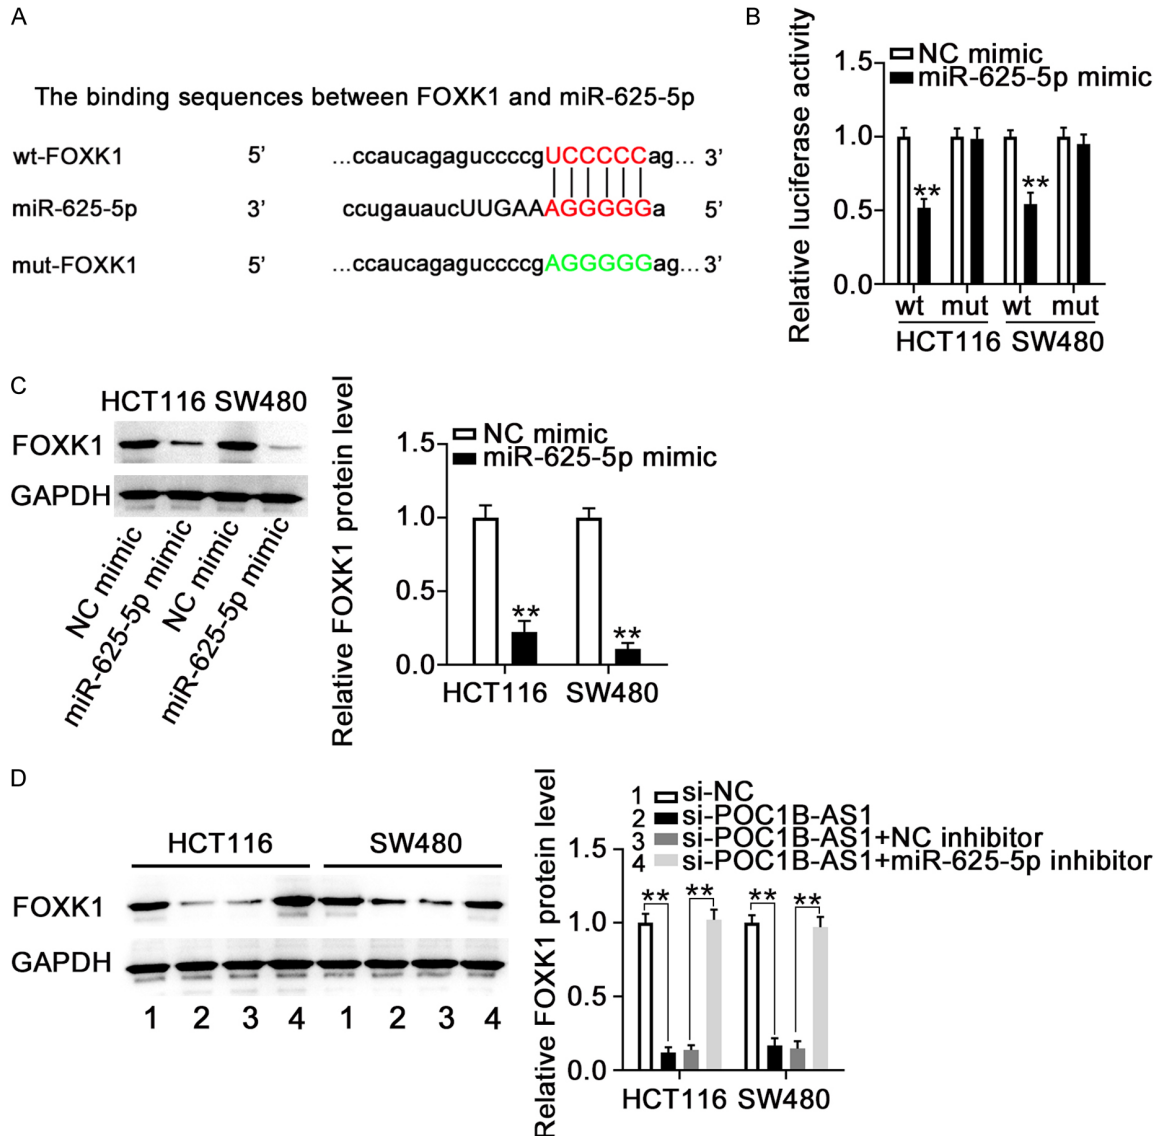 A
The binding sequences between FOXK1 and miR-625-5p
wt-FOXK1 5’ ...ccaucagaguccccgUCCCCCag... 3’
miR-625-5p 3’ ccugauaucUUGAAAGGGGGa 5’
mut-FOXK1 5’ ...ccaucagaguccccgAGGGGGag... 3’
B
Relative luciferase activity
NC mimic
miR-625-5p mimic
1.5
1.0
0.5
0.0
** **
wt mut wt mut
HCT116 SW480
C
HCT116 SW480
FOXK1
GAPDH
NC mimic
miR-625-5p mimic
NC mimic
miR-625-5p mimic
Relative FOXK1 protein level
NC mimic
miR-625-5p mimic
1.5
1.0
0.5
0.0
** **
HCT116 SW480
D
HCT116 SW480
FOXK1
GAPDH
1 2 3 4 1 2 3 4
Relative FOXK1 protein level
1 si-NC
2 si-POC1B-AS1
3 si-POC1B-AS1+NC inhibitor
4 si-POC1B-AS1+miR-625-5p inhibitor
1.5
1.0
0.5
0.0
** ** ** **
HCT116 SW480